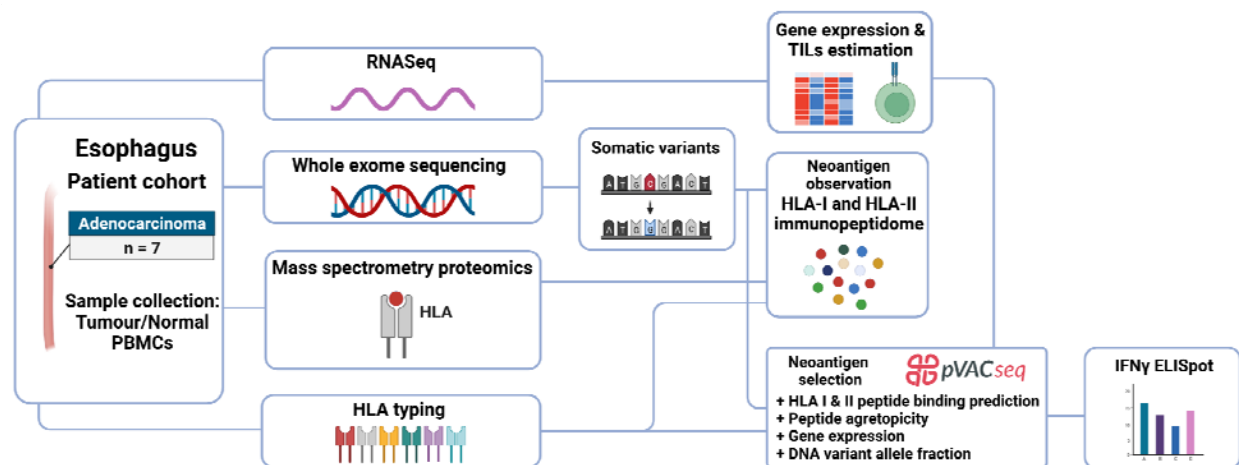 Esophagus
Patient cohort
Adenocarcinoma
n = 7
Sample collection:
Tumour/Normal
PBMCs
RNASeq
Whole exome sequencing
Mass spectrometry proteomics
HLA
HLA typing
Somatic variants
A T G C G A C T
G A C T
Gene expression &
TILs estimation
Neoantigen
observation
HLA-I and HLA-II
immunopeptidome
Neoantigen
selection
pVACseq
+ HLA I & II peptide binding prediction
+ Peptide agretopicity
+ Gene expression
+ DNA variant allele fraction
IFNγ ELISpot
A B C